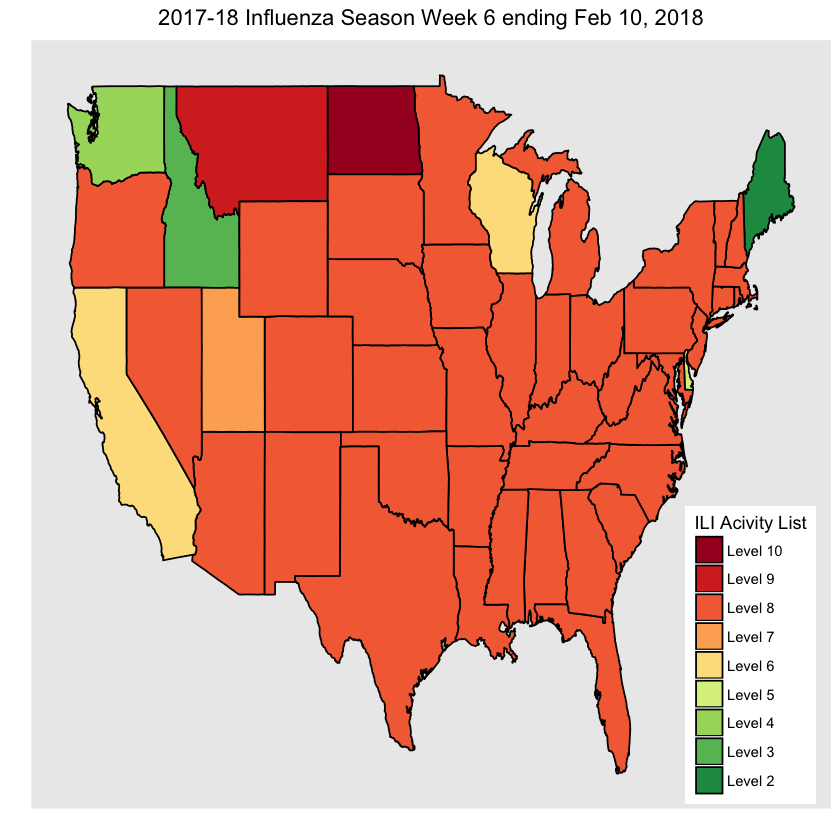 2017-18 Influenza Season Week 6 ending Feb 10, 2018
ILI Acivity List
Level 10
Level 9
Level 8
Level 7
Level 6
Level 5
Level 4
Level 3
Level 2